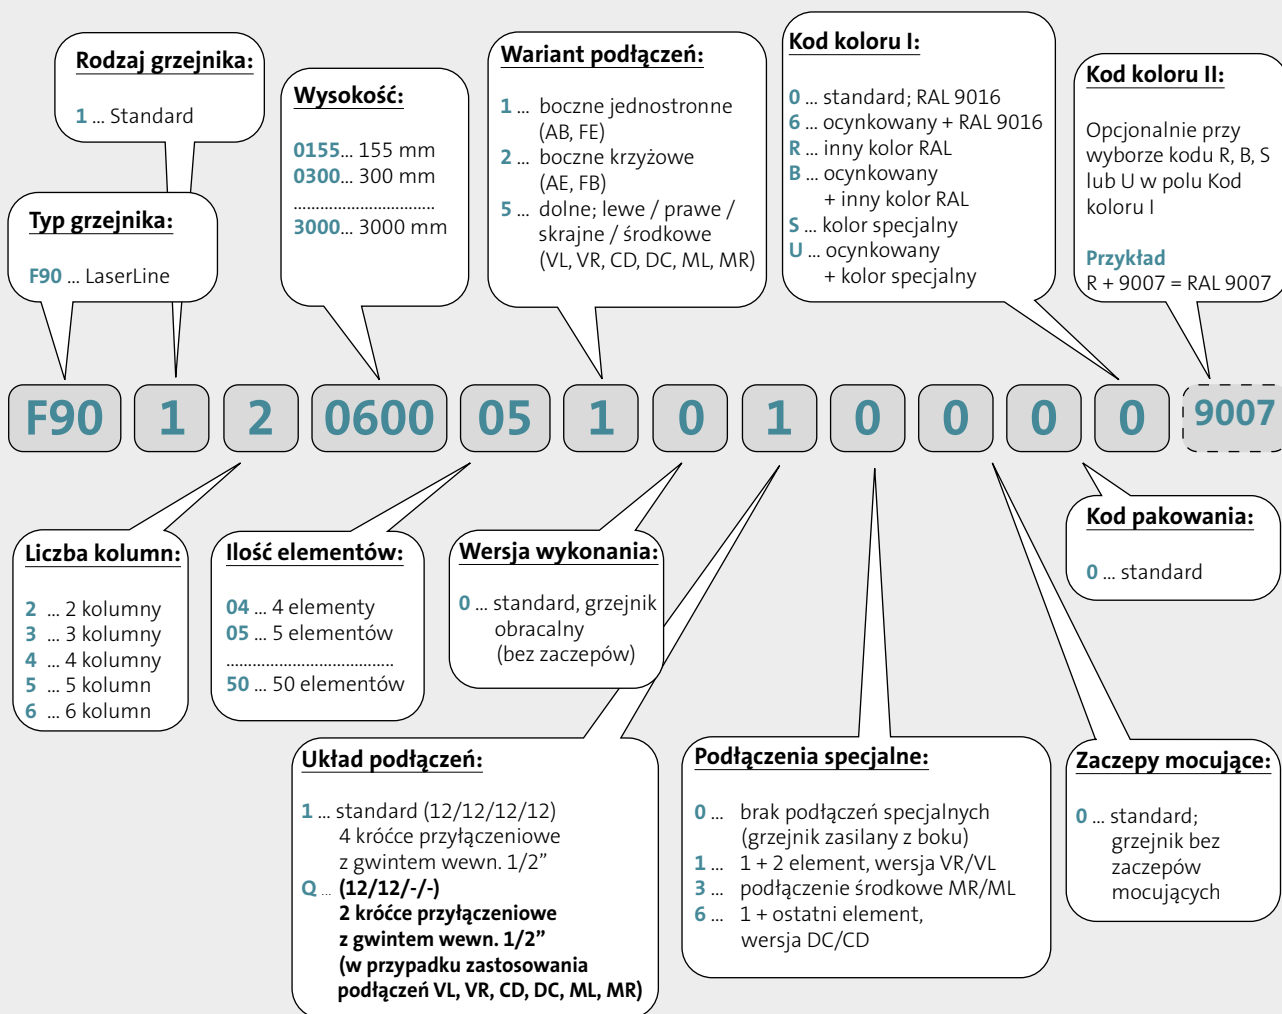 Rodzaj grzejnika:
1 ... Standard
Typ grzejnika:
F90 ... LaserLine
Wysokość:
0155... 155 mm
0300... 300 mm
.................................
3000... 3000 mm
Wariant podłączeń:
1 ... boczne jednostronne
(AB, FE)
2 ... boczne krzyżowe
(AE, FB)
5 ... dolne; lewe / prawe /
skrajne / środkowe
(VL, VR, CD, DC, ML, MR)
Kod koloru I:
0 ... standard; RAL 9016
6 ... ocynkowany + RAL 9016
R ... inny kolor RAL
B ... ocynkowany
+ inny kolor RAL
S ... kolor specjalny
U ... ocynkowany
+ kolor specjalny
Kod koloru II:
Opcjonalnie przy
wyborze kodu R, B, S
lub U w polu Kod
koloru I
Przykład
R + 9007 = RAL 9007
F90 1 2 0600 05 1 0 1 0 0 0 0 9007
Liczba kolumn:
2 ... 2 kolumny
3 ... 3 kolumny
4 ... 4 kolumny
5 ... 5 kolumn
6 ... 6 kolumn
Ilość elementów:
04 ... 4 elementy
05 ... 5 elementów
.......................................
50 ... 50 elementów
Wersja wykonania:
0 ... standard, grzejnik
obracalny
(bez zaczepów)
Kod pakowania:
0 ... standard
Układ podłączeń:
1 ... standard (12/12/12/12)
4 króćce przyłączeniowe
z gwintem wewn. 1/2”
Q ... (12/12/-/-)
2 króćce przyłączeniowe
z gwintem wewn. 1/2”
(w przypadku zastosowania
podłączeń VL, VR, CD, DC, ML, MR)
Podłączenia specjalne:
0 ... brak podłączeń specjalnych
(grzejnik zasilany z boku)
1 ... 1 + 2 element, wersja VR/VL
3 ... podłączenie środkowe MR/ML
6 ... 1 + ostatni element,
wersja DC/CD
Zaczepy mocujące:
0 ... standard;
grzejnik bez
zaczepów
mocujących